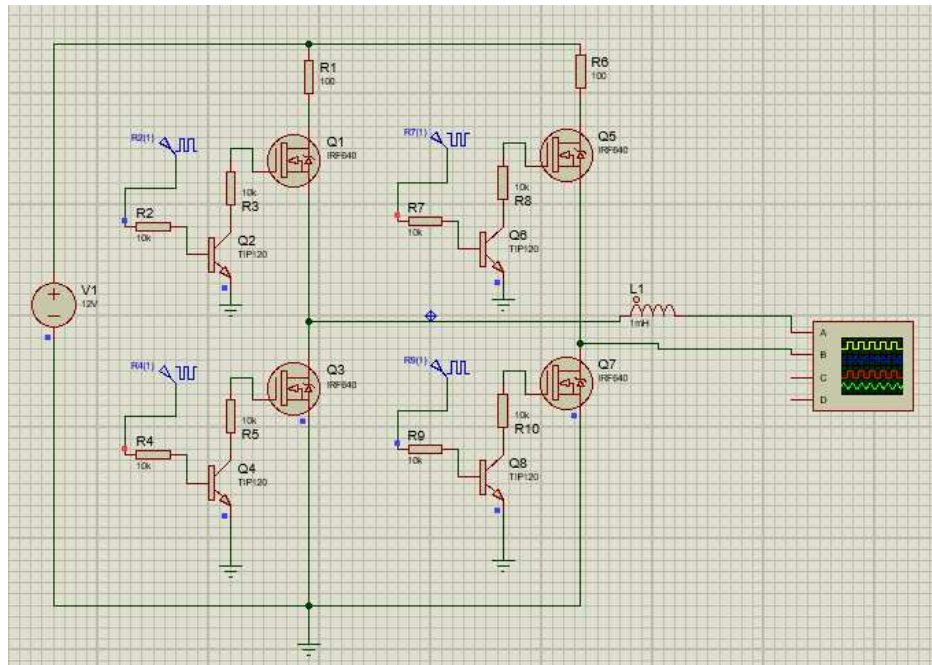 R1
100
R6
100
R2(1)
Q1
IRF640
R7(1)
Q5
IRF640
10k
R3
10k
R8
R2
10k
Q2
TIP120
R7
10k
Q6
TIP120
V1
12V
L1
1mH
A
B
C
D
R4(1)
Q3
IRF640
R9(1)
Q7
IRF640
10k
R5
10k
R10
R4
10k
Q4
TIP120
R9
10k
Q8
TIP120